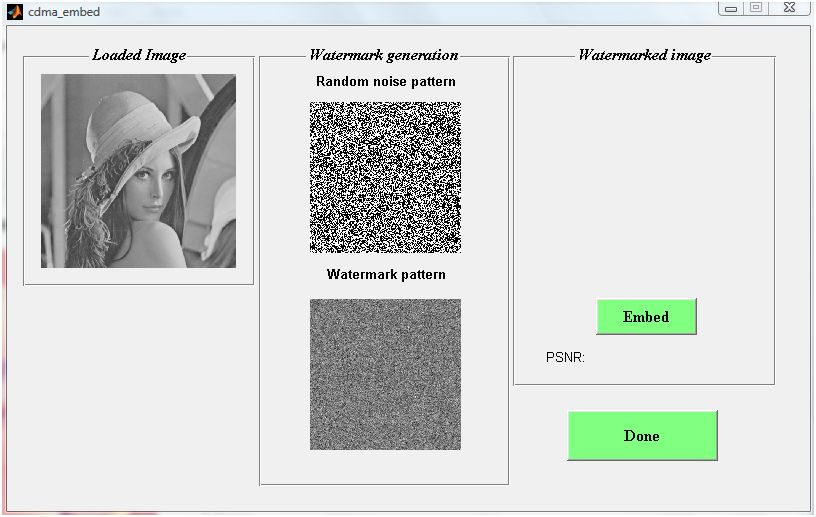 cdma_embed
Loaded Image
Watermark generation
Random noise pattern
Watermark pattern
Watermarked image
Embed
PSNR:
Done